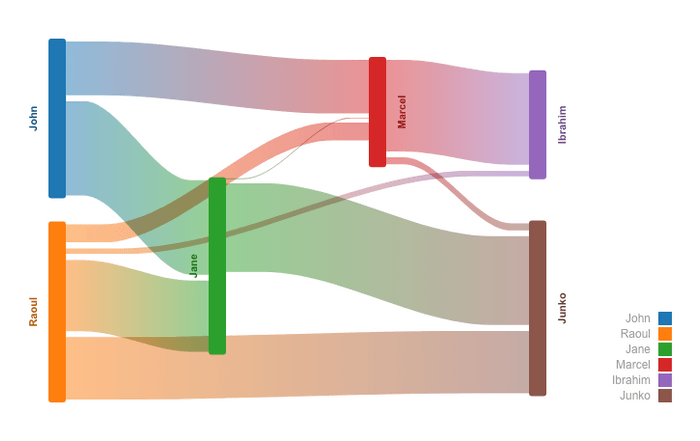 John
Raoul
Jane
Marcel
Ibrahim
Junko
John
Raoul
Jane
Marcel
Ibrahim
Junko